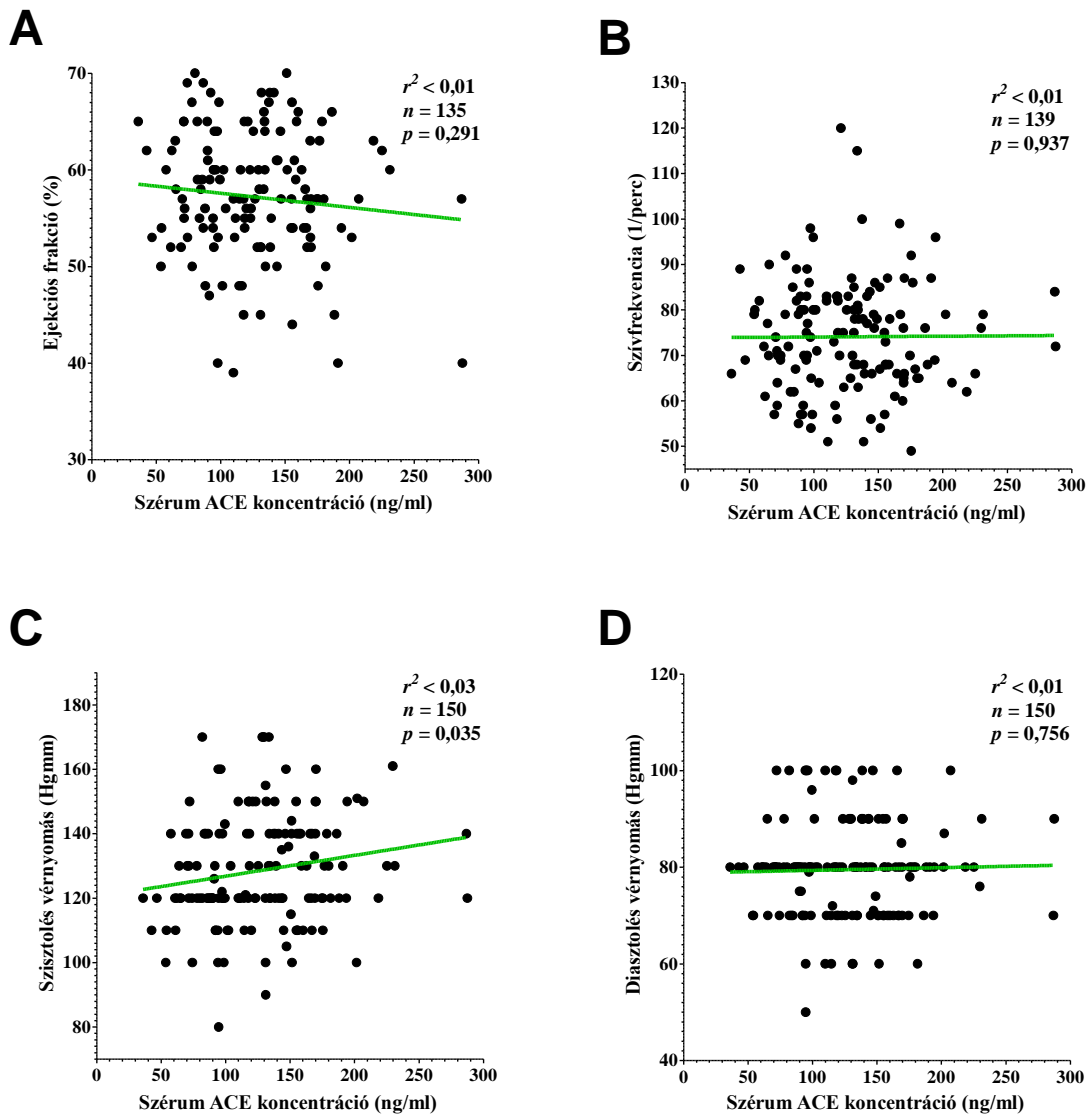 A
70
60
50
40
30
0 50 100 150 200 250 300
Ejekciós frakció (%)
Szérum ACE koncentráció (ng/ml)
r² < 0,01
n = 135
p = 0,291
B
130
120
110
100
90
80
70
60
50
0 50 100 150 200 250 300
Szívfrekvencia (1/perc)
Szérum ACE koncentráció (ng/ml)
r² < 0,01
n = 139
p = 0,937
C
180
160
140
120
100
80
0 50 100 150 200 250 300
Szisztolés vérnyomás (Hgmm)
Szérum ACE koncentráció (ng/ml)
r² < 0,03
n = 150
p = 0,035
D
120
100
80
60
40
0 50 100 150 200 250 300
Diasztolés vérnyomás (Hgmm)
Szérum ACE koncentráció (ng/ml)
r² < 0,01
n = 150
p = 0,756